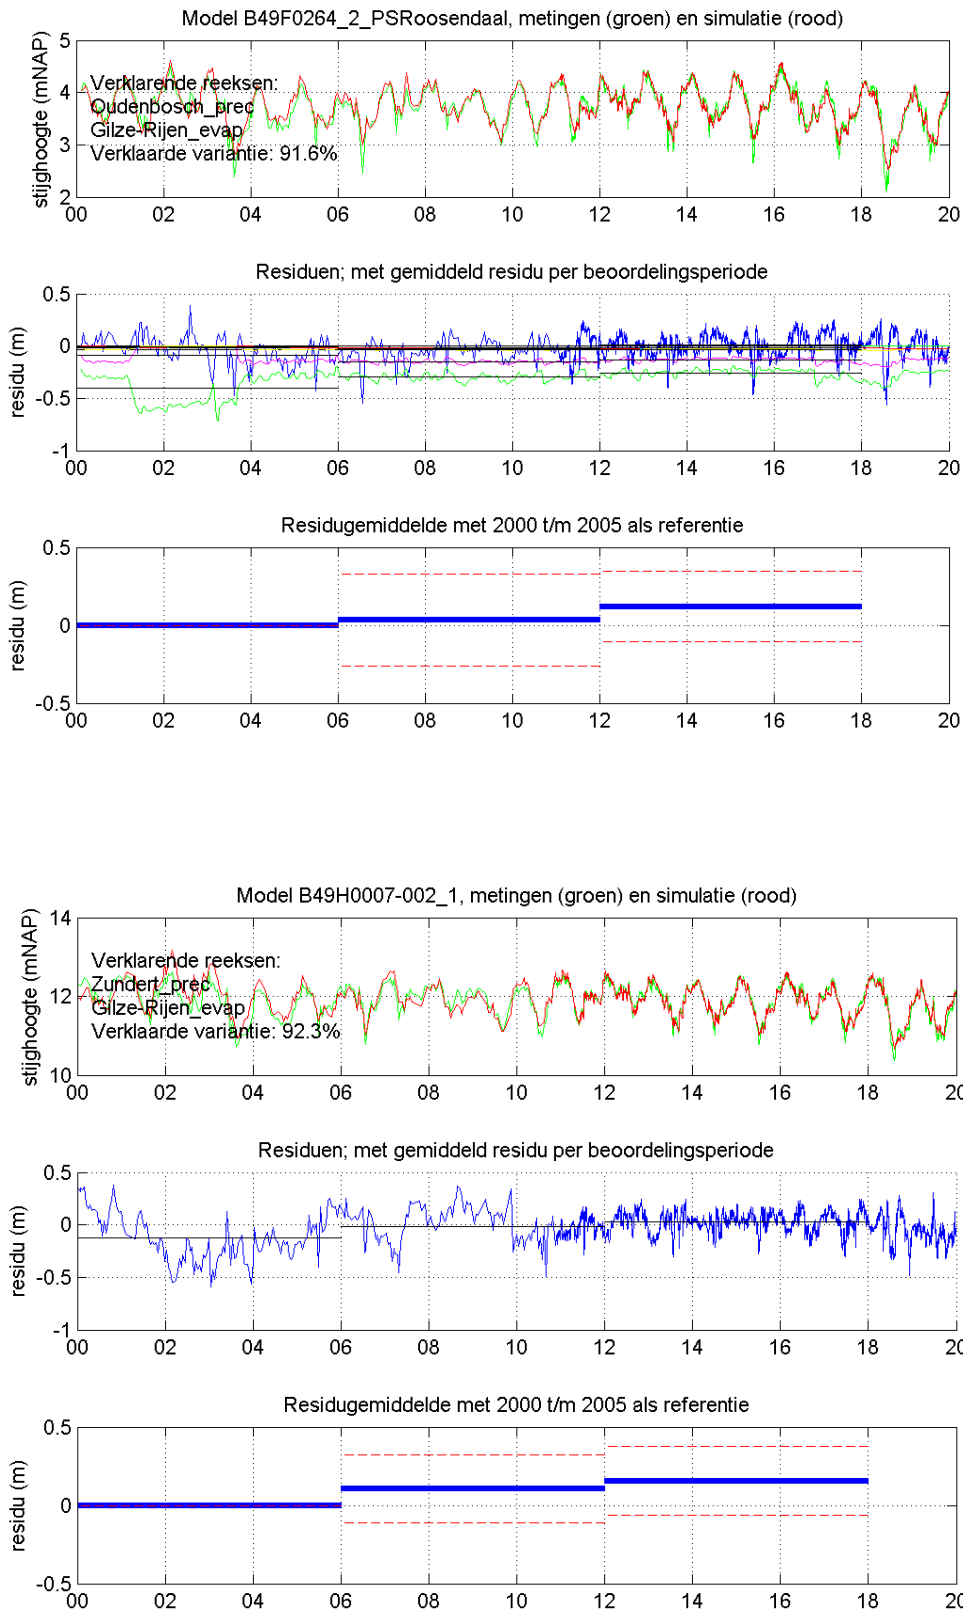 Model B49F0264_2_PSRoosendaal, metingen (groen) en simulatie (rood)
stijghoogte (mNAP)
5
4
3
2
Verklarende reeksen:
Oudenbosch_prec
Gilze-Rijen_evap
Verklaarde variantie: 91.6%
00 02 04 06 08 10 12 14 16 18 20
Residuen; met gemiddeld residu per beoordelingsperiode
residu (m)
0.5
0
-0.5
-1
00 02 04 06 08 10 12 14 16 18 20
Residugemiddelde met 2000 t/m 2005 als referentie
residu (m)
0.5
0
-0.5
00 02 04 06 08 10 12 14 16 18 20
Model B49H0007-002_1, metingen (groen) en simulatie (rood)
stijghoogte (mNAP)
14
12
10
Verklarende reeksen:
Zundert_prec
Gilze-Rijen_evap
Verklaarde variantie: 92.3%
00 02 04 06 08 10 12 14 16 18 20
Residuen; met gemiddeld residu per beoordelingsperiode
residu (m)
0.5
0
-0.5
-1
00 02 04 06 08 10 12 14 16 18 20
Residugemiddelde met 2000 t/m 2005 als referentie
residu (m)
0.5
0
-0.5
00 02 04 06 08 10 12 14 16 18 20